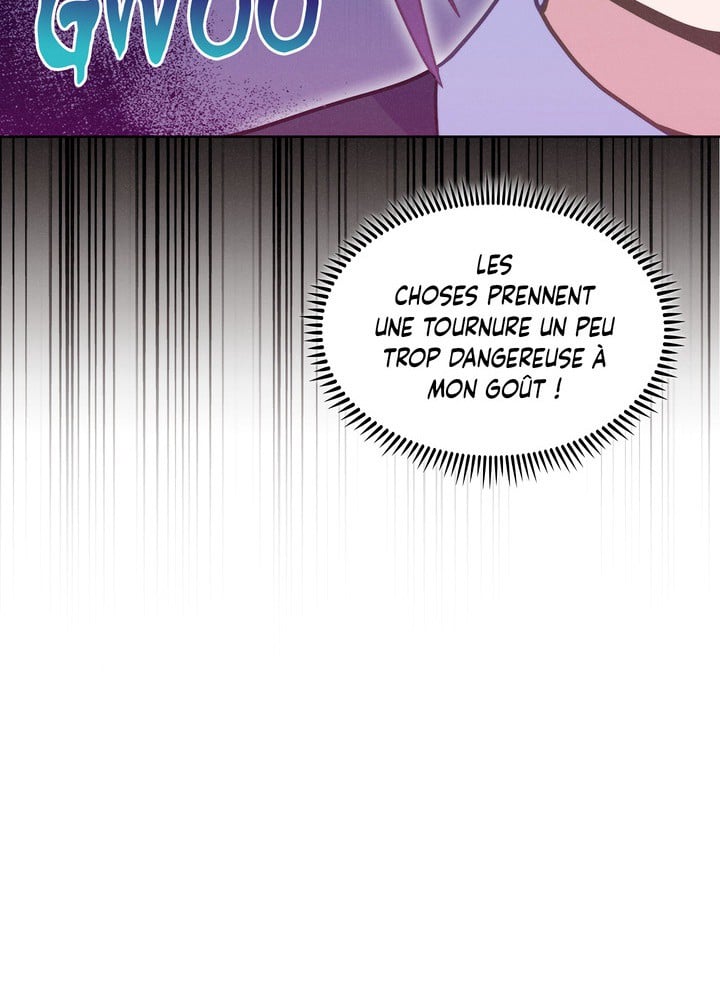 GWOO
LES
CHOSES PRENNENT
UNE TOURNURE UN PEU
TROP DANGEREUSE À
MON GOÛT !